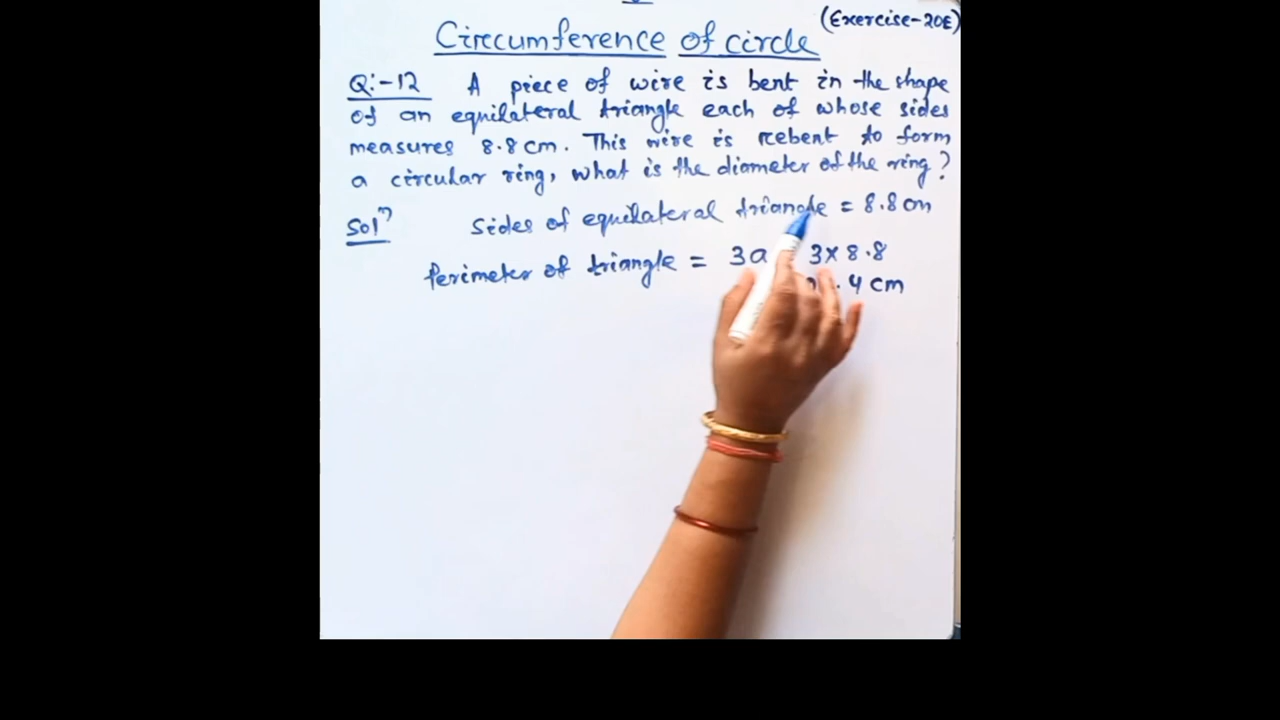 (Exercise-20E)
Circumference of circle
Q:-12 A piece of wire is bent in the shape
of an equilateral triangle each of whose sides
measures 8.8 cm. This wire is rebent to form
a circular ring, what is the diameter of the ring?
Solⁿ) Sides of equilateral triangle = 8.8 cm
Perimeter of triangle = 3a 3×8.8
.4 cm